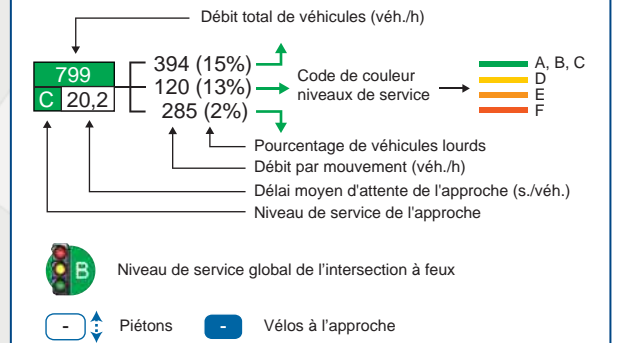 Débit total de véhicules (véh./h)
799
C 20,2
394 (15%)
120 (13%)
285 (2%)
Code de couleur
niveaux de service
A, B, C
D
E
F
Pourcentage de véhicules lourds
Débit par mouvement (véh./h)
Délai moyen d'attente de l'approche (s./véh.)
Niveau de service de l'approche
B
Niveau de service global de l'intersection à feux
- Piétons
- Vélos à l'approche